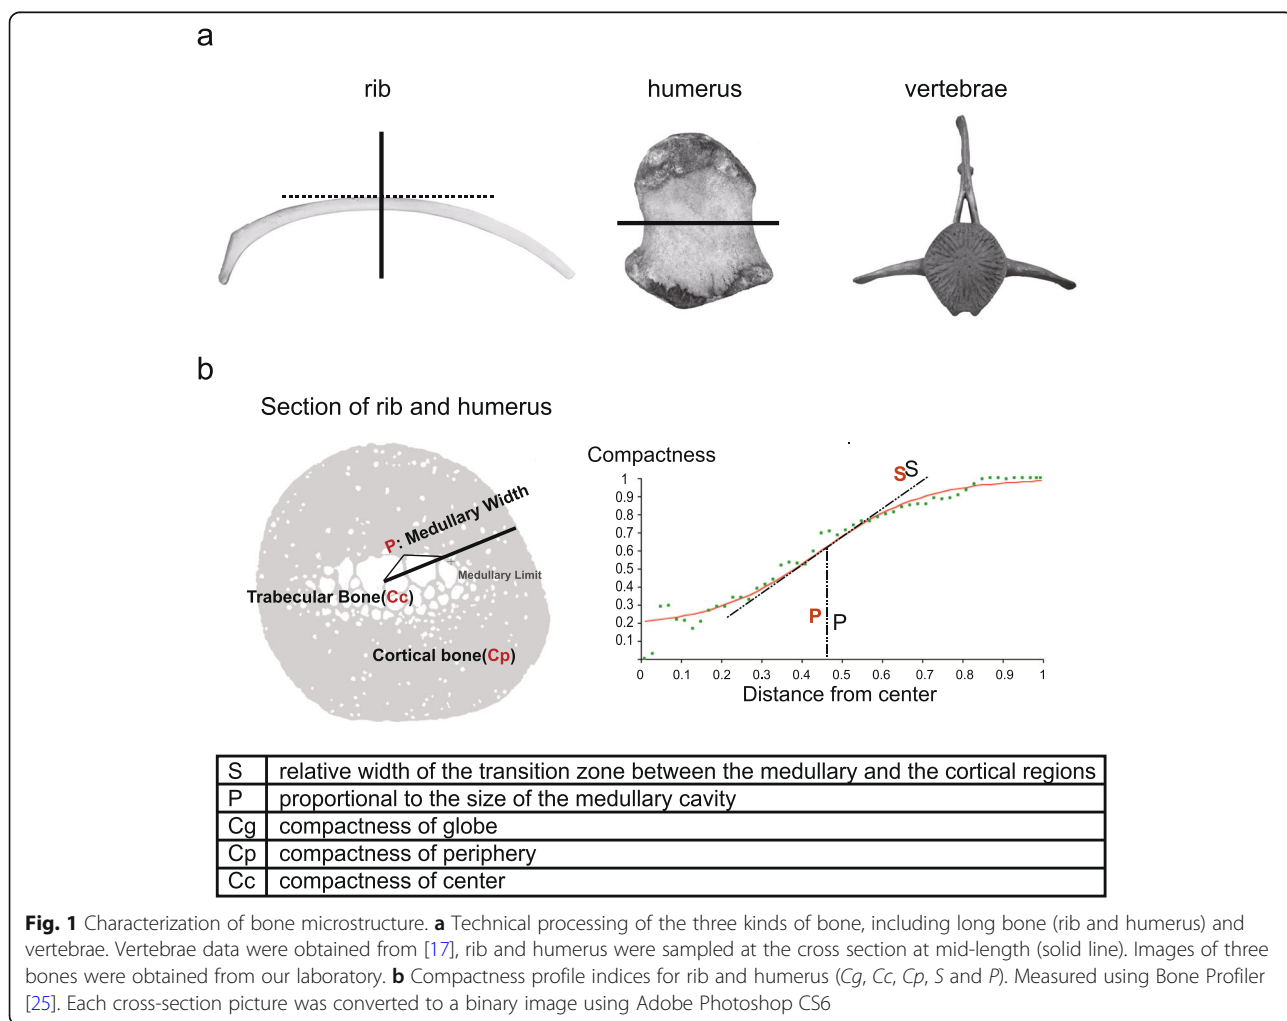 a
rib
humerus
vertebrae
b
Section of rib and humerus
P: Medullary Width
Medullary Limit
Trabecular Bone(Cc)
Cortical bone(Cp)
Compactness
S S
1
0.9
0.8
0.7
0.6
0.5
0.4
0.3
0.2
0.1
P P
0 0.1 0.2 0.3 0.4 0.5 0.6 0.7 0.8 0.9 1
Distance from center
S relative width of the transition zone between the medullary and the cortical regions
P proportional to the size of the medullary cavity
Cg compactness of globe
Cp compactness of periphery
Cc compactness of center
Fig. 1 Characterization of bone microstructure. a Technical processing of the three kinds of bone, including long bone (rib and humerus) and
vertebrae. Vertebrae data were obtained from [17], rib and humerus were sampled at the cross section at mid-length (solid line). Images of three
bones were obtained from our laboratory. b Compactness profile indices for rib and humerus (Cg, Cc, Cp, S and P). Measured using Bone Profiler
[25]. Each cross-section picture was converted to a binary image using Adobe Photoshop CS6